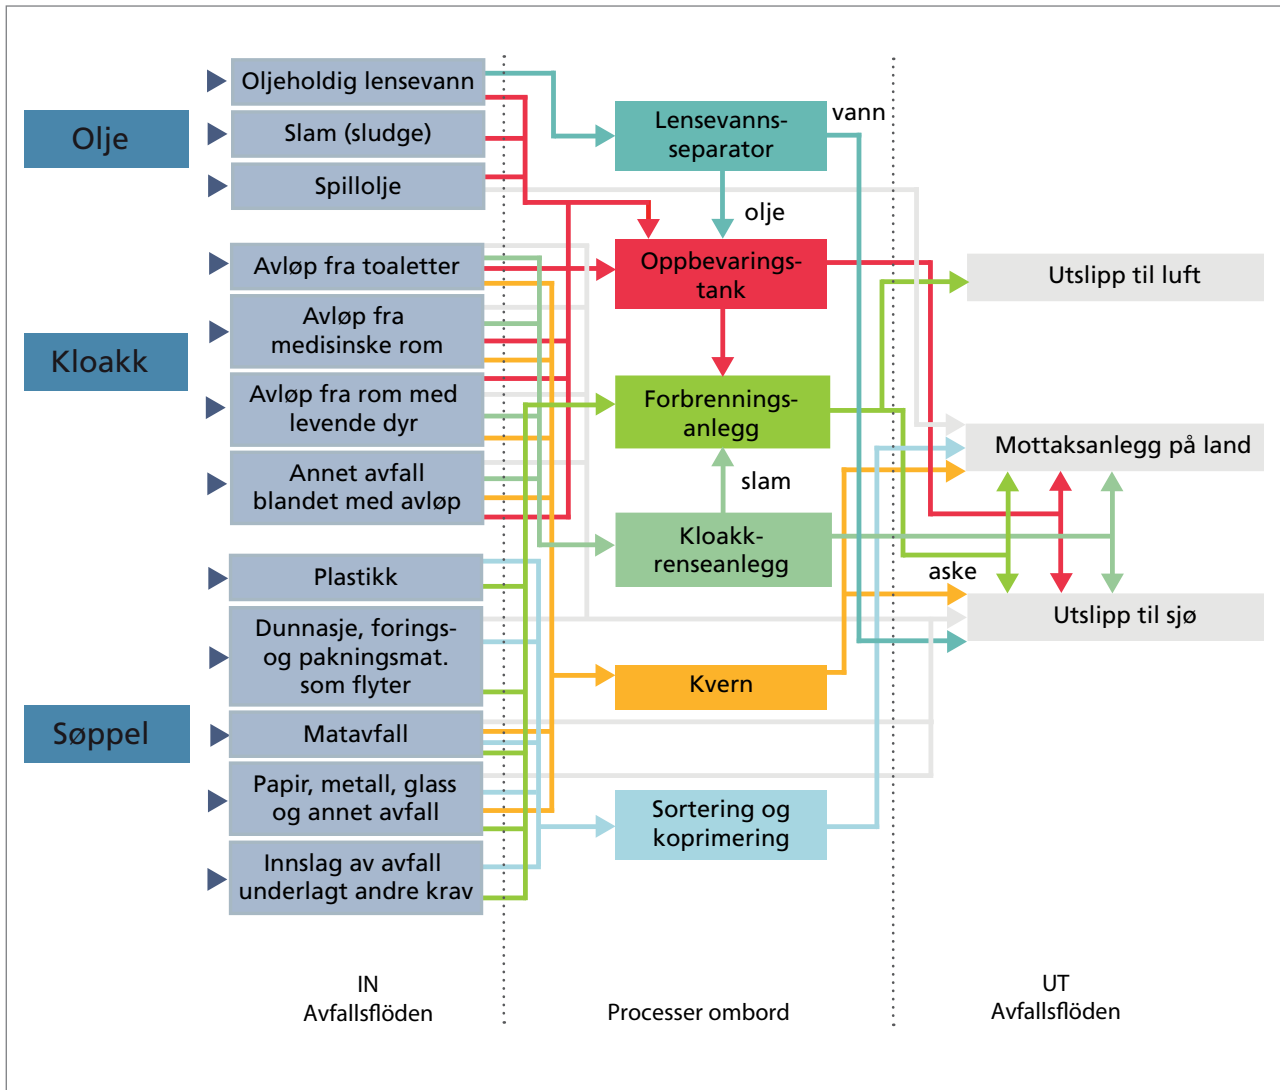 Olje
Oljeholdig lensevann
Slam (sludge)
Spillolje
Kloakk
Avløp fra toaletter
Avløp fra
medisinske rom
Avløp fra rom med
levende dyr
Annet avfall
blandet med avløp
Søppel
Plastikk
Dunnasje, forings-
og pakningsmat.
som flyter
Matavfall
Papir, metall, glass
og annet avfall
Innslag av avfall
underlagt andre krav
Lensevanns-
separator
vann
olje
Oppbevarings-
tank
Forbrennings-
anlegg
slam
Kloakk-
renseanlegg
Kvern
Sortering og
koprimering
Utslipp til luft
Mottaksanlegg på land
aske
Utslipp til sjø
IN
Avfallsflöden
Processer ombord
UT
Avfallsflöden